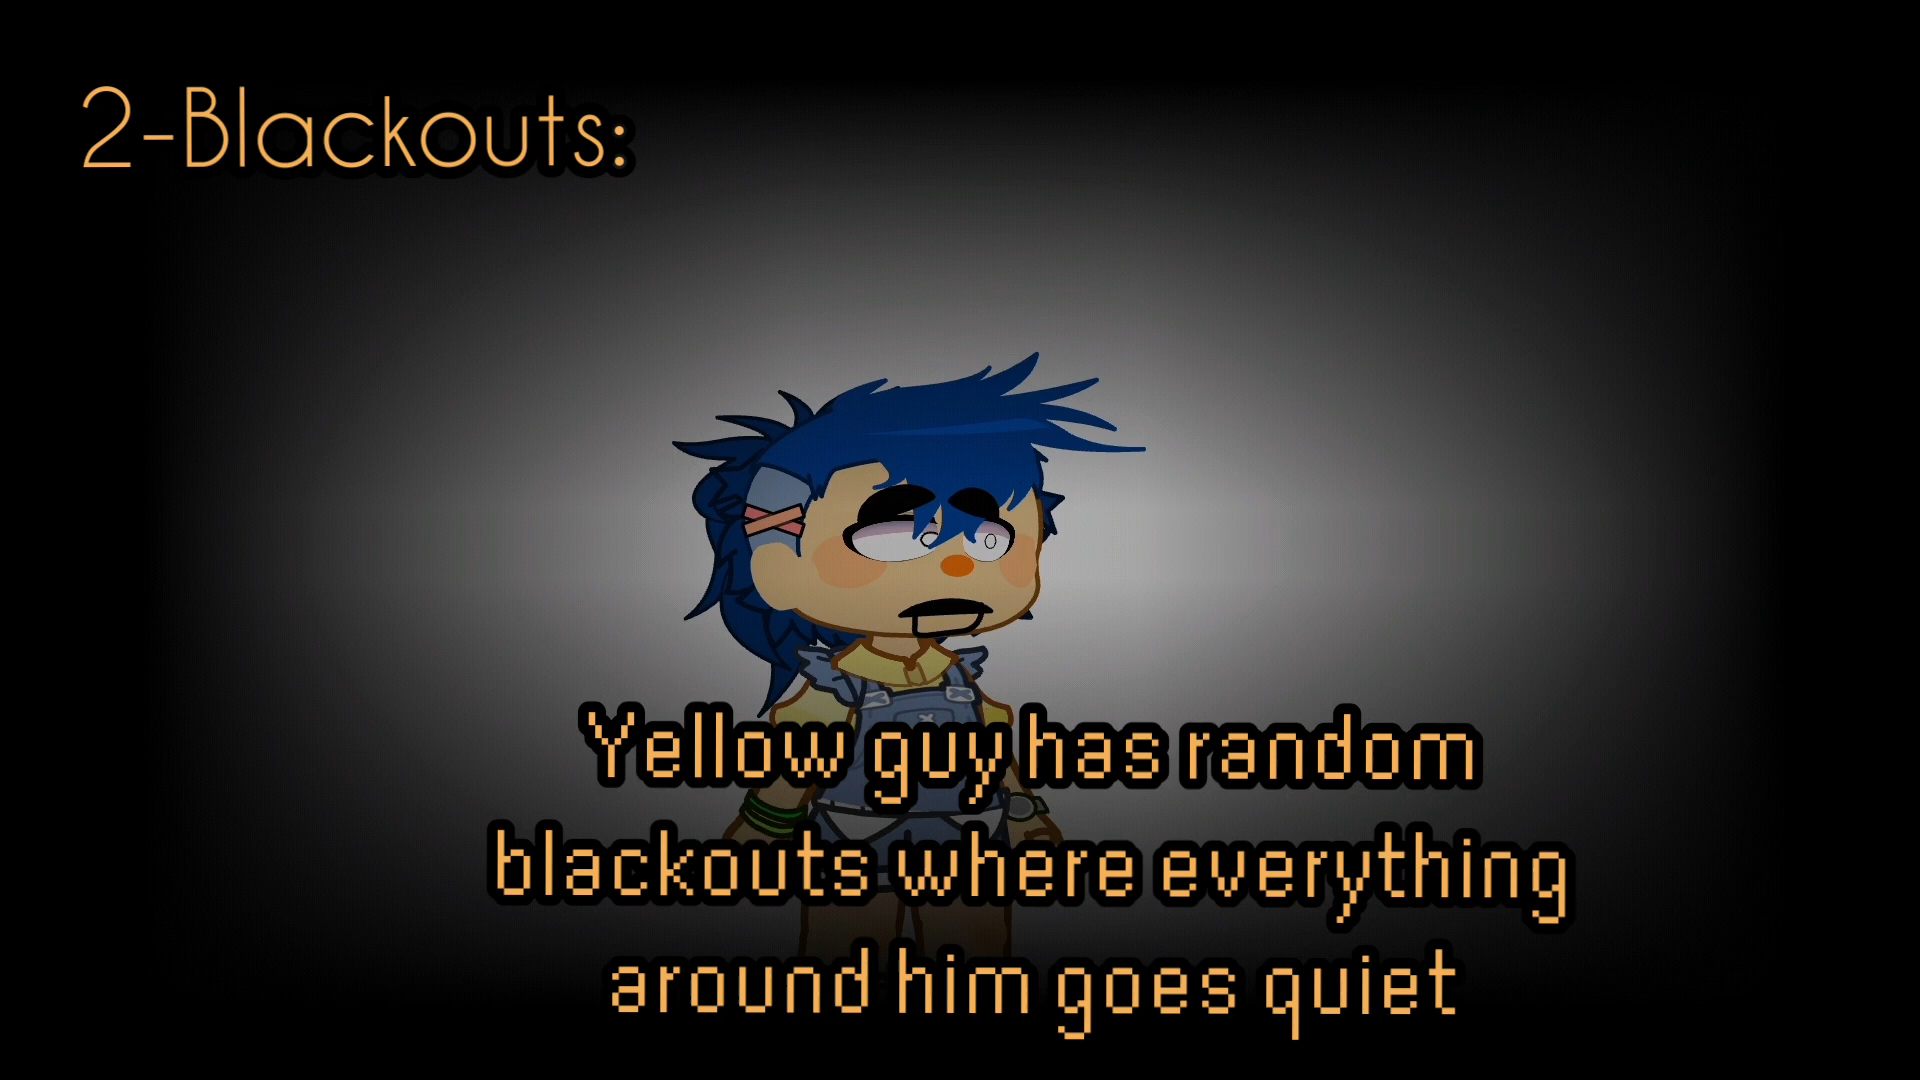 2-Blackouts:
Yellow guy has random
blackouts where everything
around him goes quiet